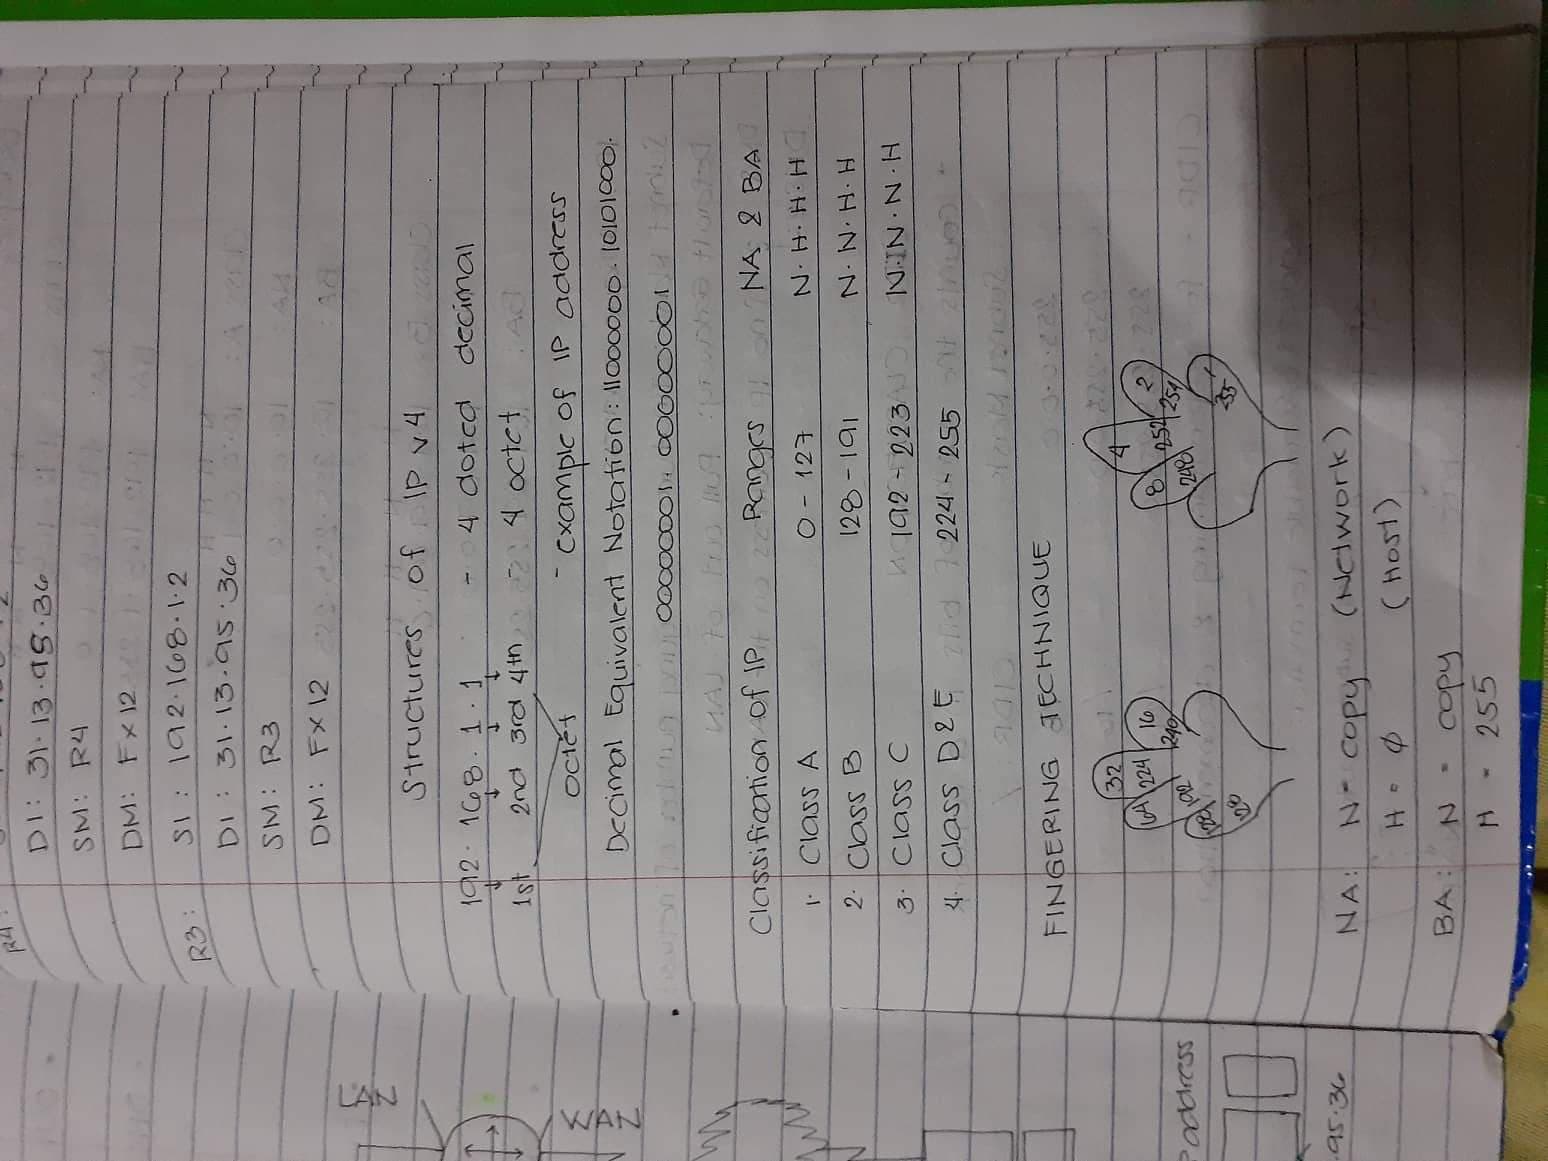 R4:
DI: 31.13.95.36
SM: R4
DM: Fx12
R3: SI: 192.168.1.2
DI: 31.13.95.36
SM: R3
DM: Fx12
Structures of IPv4
192.168.1.1 - 4 doted decimal
1st 2nd 3rd 4th - 4 octet
octet - example of IP address
Decimal Equivalent Notation: 11000000.10101000.
00000001.00000001
Classification of IP Ranges NA & BA
1. Class A 0-127 N.H.H.H
2. Class B 128-191 N.N.H.H
3. Class C 192-223 N.N.N.H
4. Class D & E 224-255
FINGERING TECHNIQUE
32 4
64 224 16 8 252 2
128 192 240 248 254
128 255
NA: N = copy (Network)
H = Ø (Host)
BA: N = copy
H = 255
LAN
WAN
address
.95.36